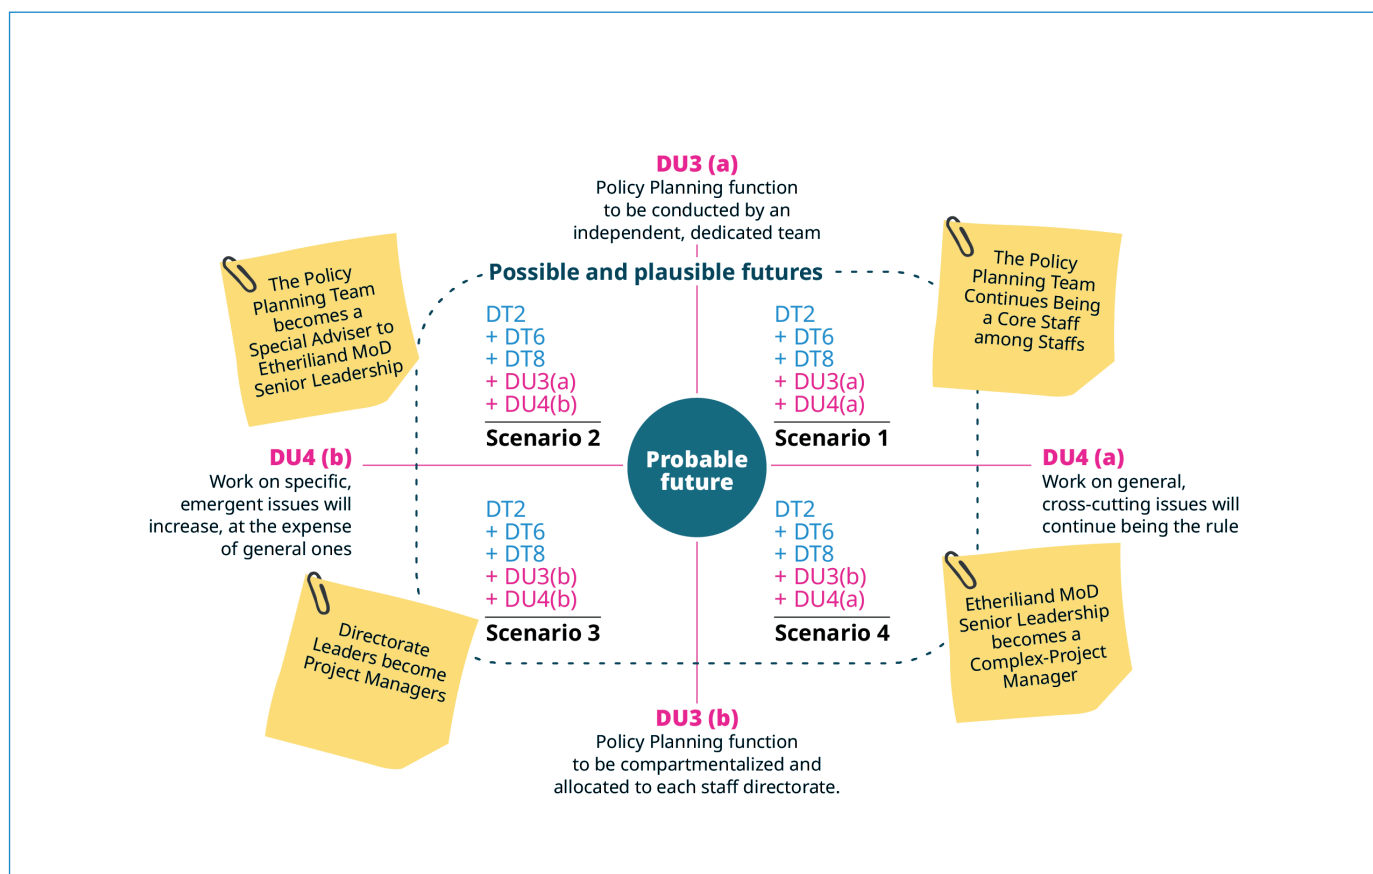 DU3 (a)
Policy Planning function
to be conducted by an
independent, dedicated team
Possible and plausible futures
The Policy
Planning Team
becomes a
Special Adviser to
Etheriliand MoD
Senior Leadership
DT2
+ DT6
+ DT8
+ DU3(a)
+ DU4(b)
Scenario 2
DT2
+ DT6
+ DT8
+ DU3(a)
+ DU4(a)
Scenario 1
The Policy
Planning Team
Continues Being
a Core Staff
among Staffs
DU4 (b)
Work on specific,
emergent issues will
increase, at the expense
of general ones
Probable
future
DU4 (a)
Work on general,
cross-cutting issues will
continue being the rule
Directorate
Leaders become
Project Managers
DT2
+ DT6
+ DT8
+ DU3(b)
+ DU4(b)
Scenario 3
DT2
+ DT6
+ DT8
+ DU3(b)
+ DU4(a)
Scenario 4
Etheriliand MoD
Senior Leadership
becomes a
Complex-Project
Manager
DU3 (b)
Policy Planning function
to be compartmentalized and
allocated to each staff directorate.